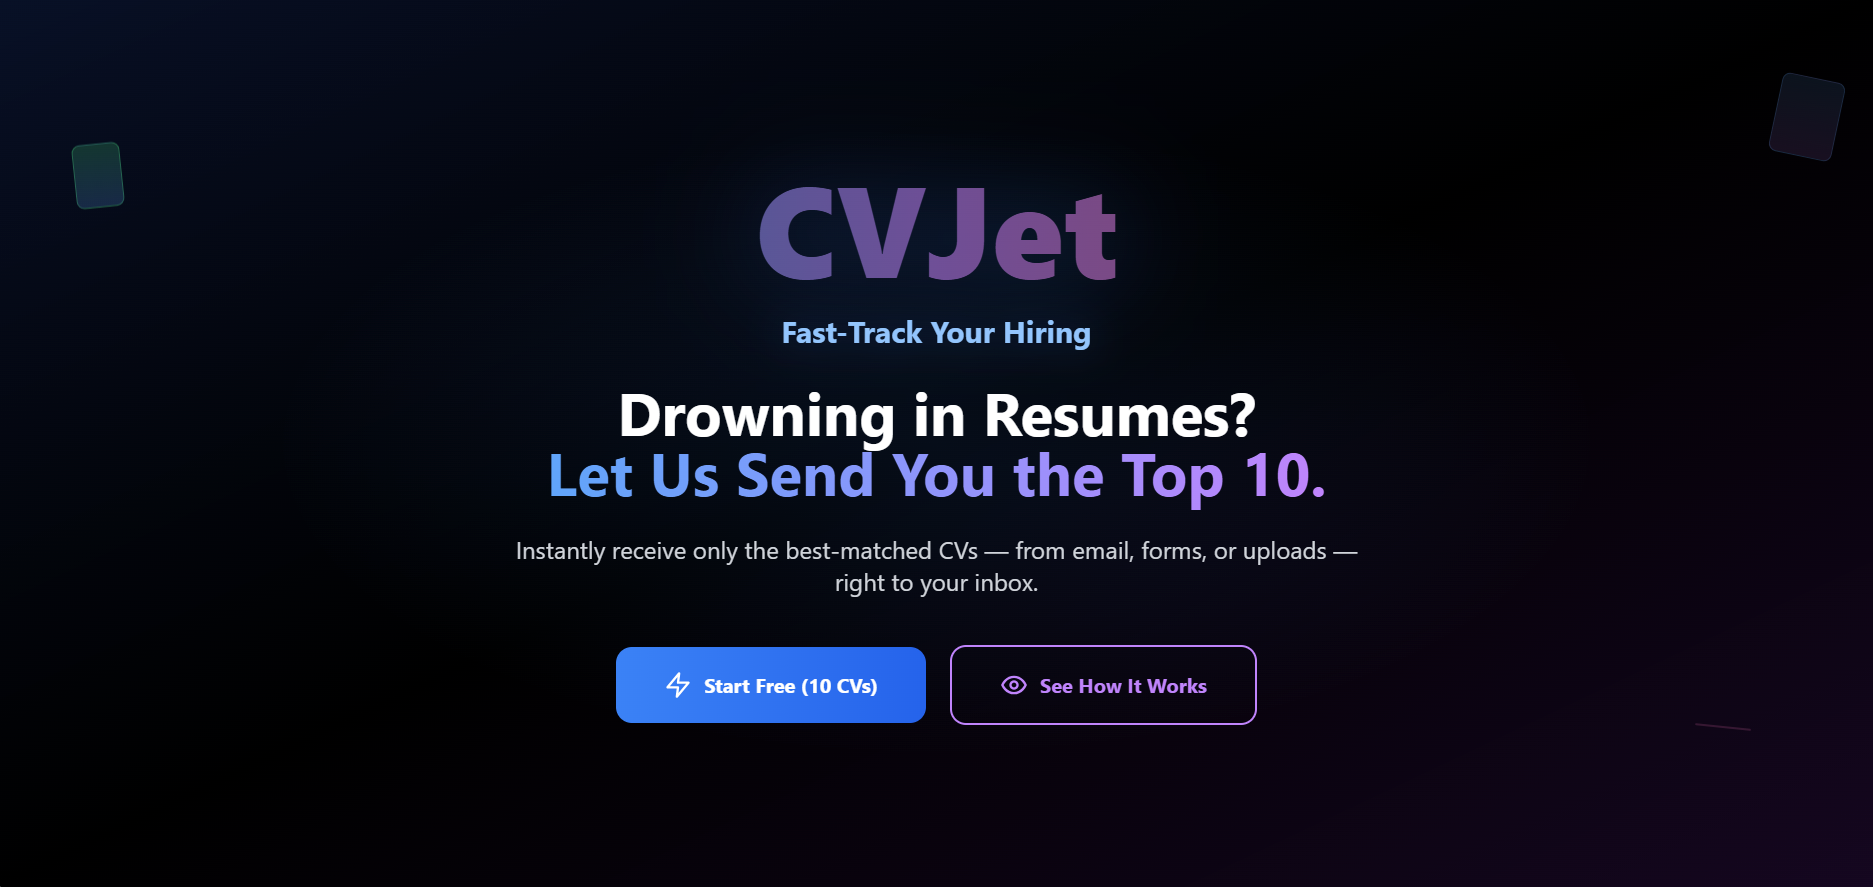 CVJet
Fast-Track Your Hiring
Drowning in Resumes?
Let Us Send You the Top 10.
Instantly receive only the best-matched CVs — from email, forms, or uploads —
right to your inbox.
Start Free (10 CVs)
See How It Works